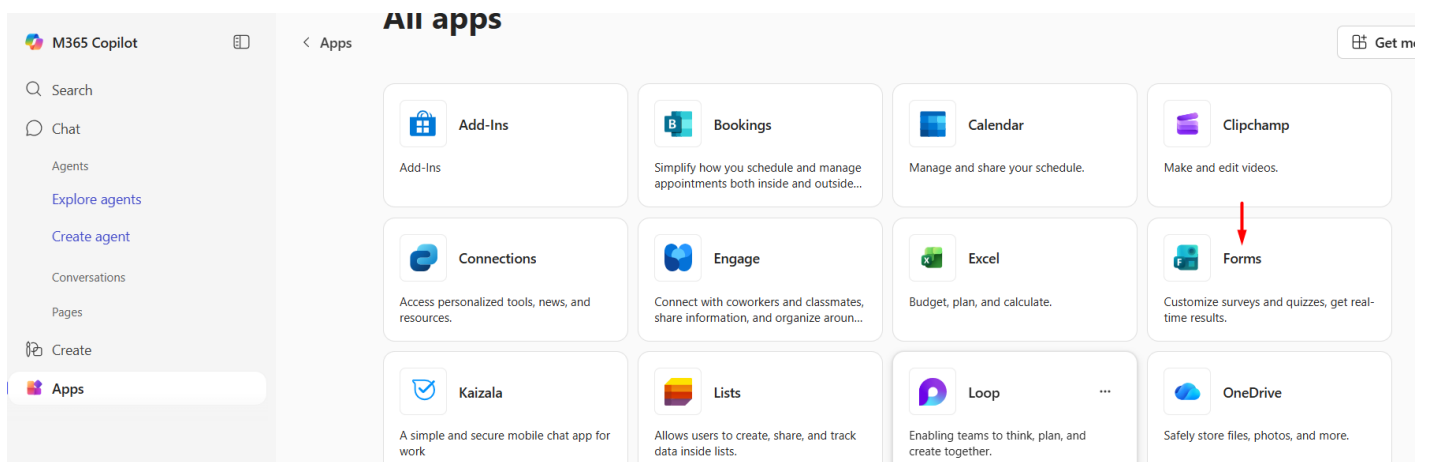 All apps
M365 Copilot
Apps
Search
Chat
Agents
Explore agents
Create agent
Conversations
Pages
Create
Apps
Get
Add-Ins
Add-Ins
Bookings
Simplify how you schedule and manage
appointments both inside and outside...
Calendar
Manage and share your schedule.
Clipchamp
Make and edit videos.
Connections
Access personalized tools, news, and
resources.
Engage
Connect with coworkers and classmates,
share information, and organize aroun...
Excel
Budget, plan, and calculate.
Forms
Customize surveys and quizzes, get real-
time results.
Kaizala
A simple and secure mobile chat app for
work
Lists
Allows users to create, share, and track
data inside lists.
Loop
Enabling teams to think, plan, and
create together.
OneDrive
Safely store files, photos, and more.